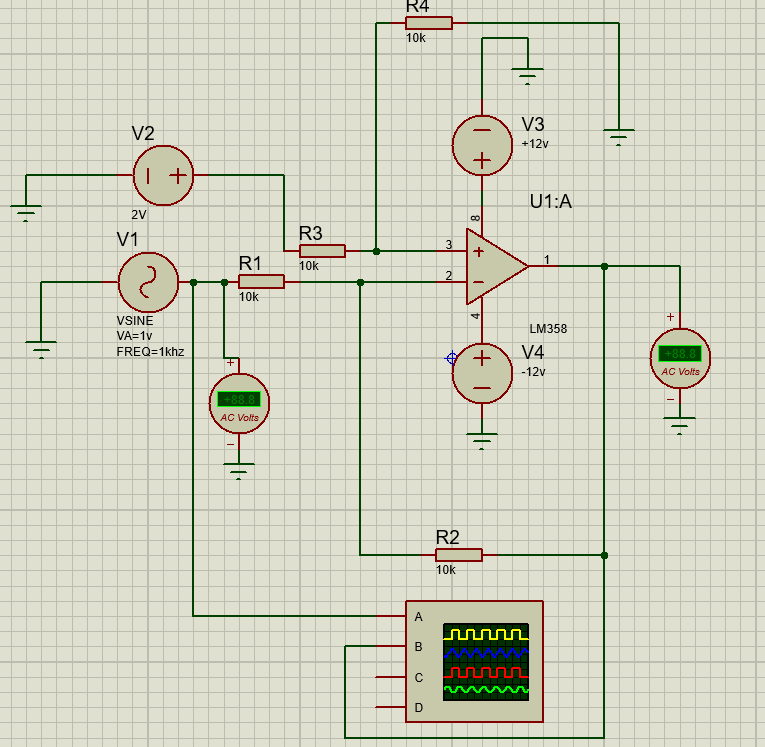 R4
10k
V3
+12v
V2
2V
U1:A
8
V1
R3
10k
3
1
2
R1
10k
4
VSINE
VA=1v
FREQ=1khz
LM358
V4
-12v
+88.8
AC Volts
+88.8
AC Volts
R2
10k
A
B
C
D